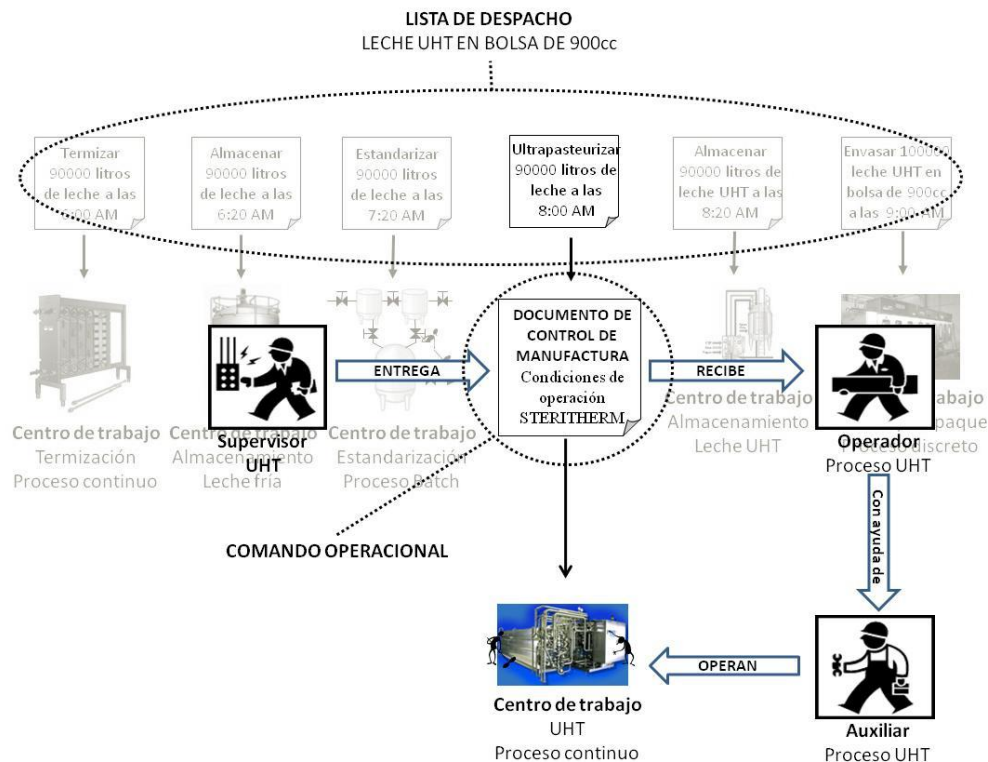 LISTA DE DESPACHO
LECHE UHT EN BOLSA DE 900cc
Termizar
90000 litros
de leche a las
6:00 AM
Almacenar
90000 litros
de leche a las
6:20 AM
Estandarizar
90000 litros
de leche a las
7:20 AM
Ultrapasteurizar
90000 litros de
leche a las
8:00 AM
Almacenar
90000 litros de
leche UHT a las
8:20 AM
Envasar 100000
leche UHT en
bolsa de 900cc
a las 9:00 AM
DOCUMENTO DE
CONTROL DE
MANUFACTURA
Condiciones de
operación
STERITHERM
ENTREGA
RECIBE
Centro de trabajo
Termización
Proceso continuo
Centro de trabajo
Almacenamiento
Leche fría
Supervisor
UHT
Centro de trabajo
Estandarización
Proceso Batch
Centro de trabajo
Almacenamiento
Leche UHT
abajo
paque
Proceso discreto
Operador
Proceso UHT
Con ayuda de
COMANDO OPERACIONAL
OPERAN
Centro de trabajo
UHT
Proceso continuo
Auxiliar
Proceso UHT